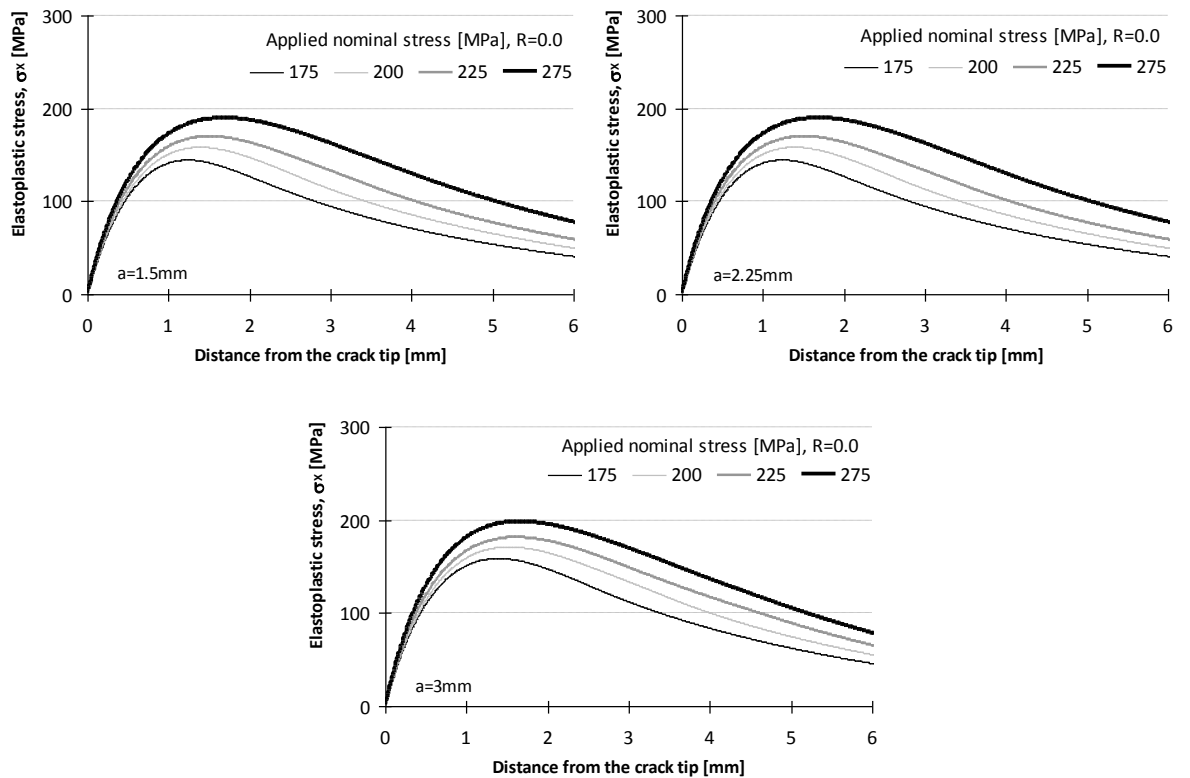 Elastoplastic stress, σx [MPa]
300
200
100
0
Applied nominal stress [MPa], R=0.0
175 200 225 275
a=1.5mm
0 1 2 3 4 5 6
Distance from the crack tip [mm]
Elastoplastic stress, σx [MPa]
300
200
100
0
Applied nominal stress [MPa], R=0.0
175 200 225 275
a=2.25mm
0 1 2 3 4 5 6
Distance from the crack tip [mm]
Elastoplastic stress, σx [MPa]
300
200
100
0
Applied nominal stress [MPa], R=0.0
175 200 225 275
a=3mm
0 1 2 3 4 5 6
Distance from the crack tip [mm]